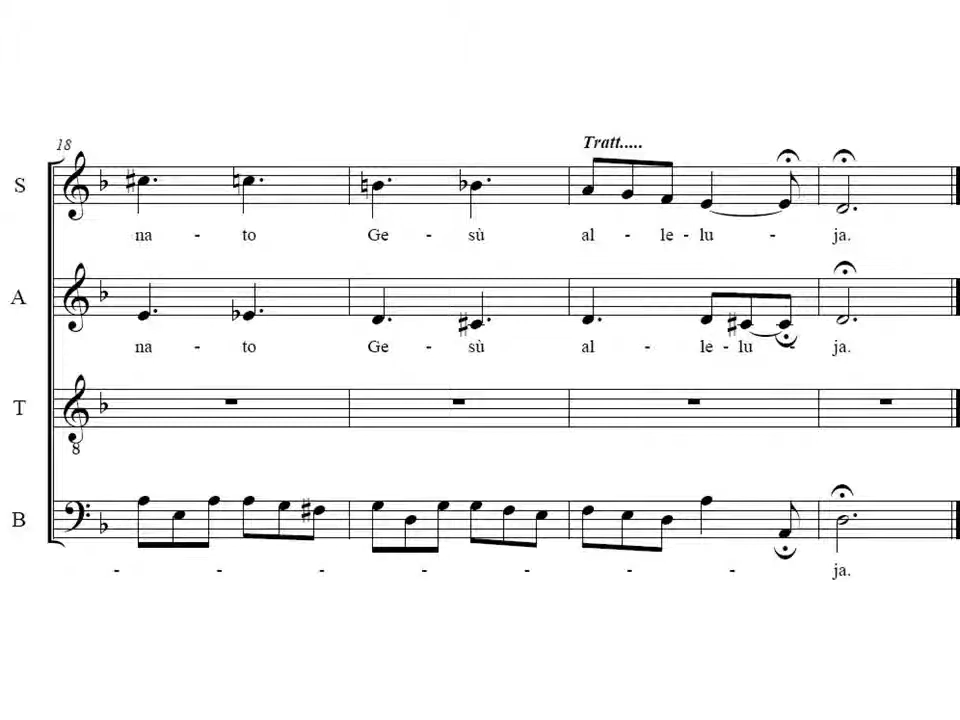 18
Tratt.....
S
na - to Ge - sù al - le - lu - ja.
A
na - to Ge - sù al - le - lu - ja.
T
8
B
- - - - - - - ja.